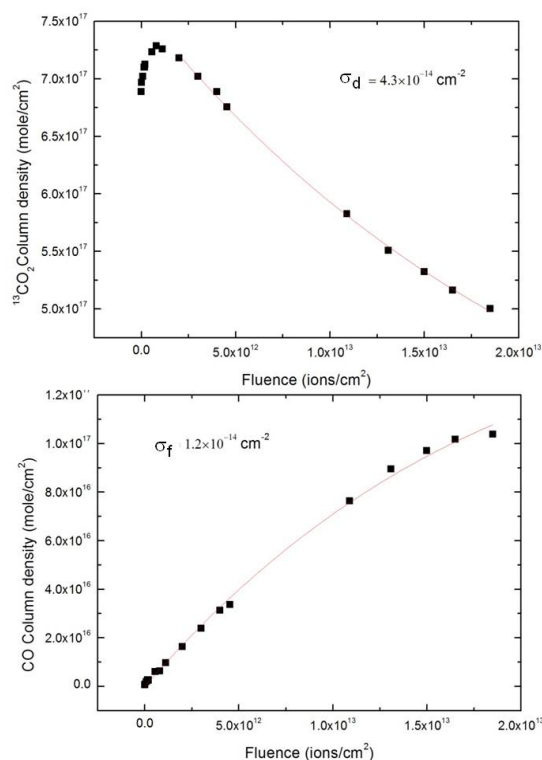 7.5x10¹⁷
7.0x10¹⁷
6.5x10¹⁷
6.0x10¹⁷
5.5x10¹⁷
5.0x10¹⁷
¹³CO₂Column density (mole/cm²)
σd = 4.3×10⁻¹⁴ cm⁻²
0.0 5.0x10¹² 1.0x10¹³ 1.5x10¹³ 2.0x10¹³
Fluence (ions/cm²)
1.0x10¹⁷
8.0x10¹⁶
6.0x10¹⁶
4.0x10¹⁶
2.0x10¹⁶
0.0
CO Column density (mole/cm²)
σf 1.2×10⁻¹⁴ cm⁻²
0.0 5.0x10¹² 1.0x10¹³ 1.5x10¹³ 2.0x10¹³
Fluence (ions/cm²)